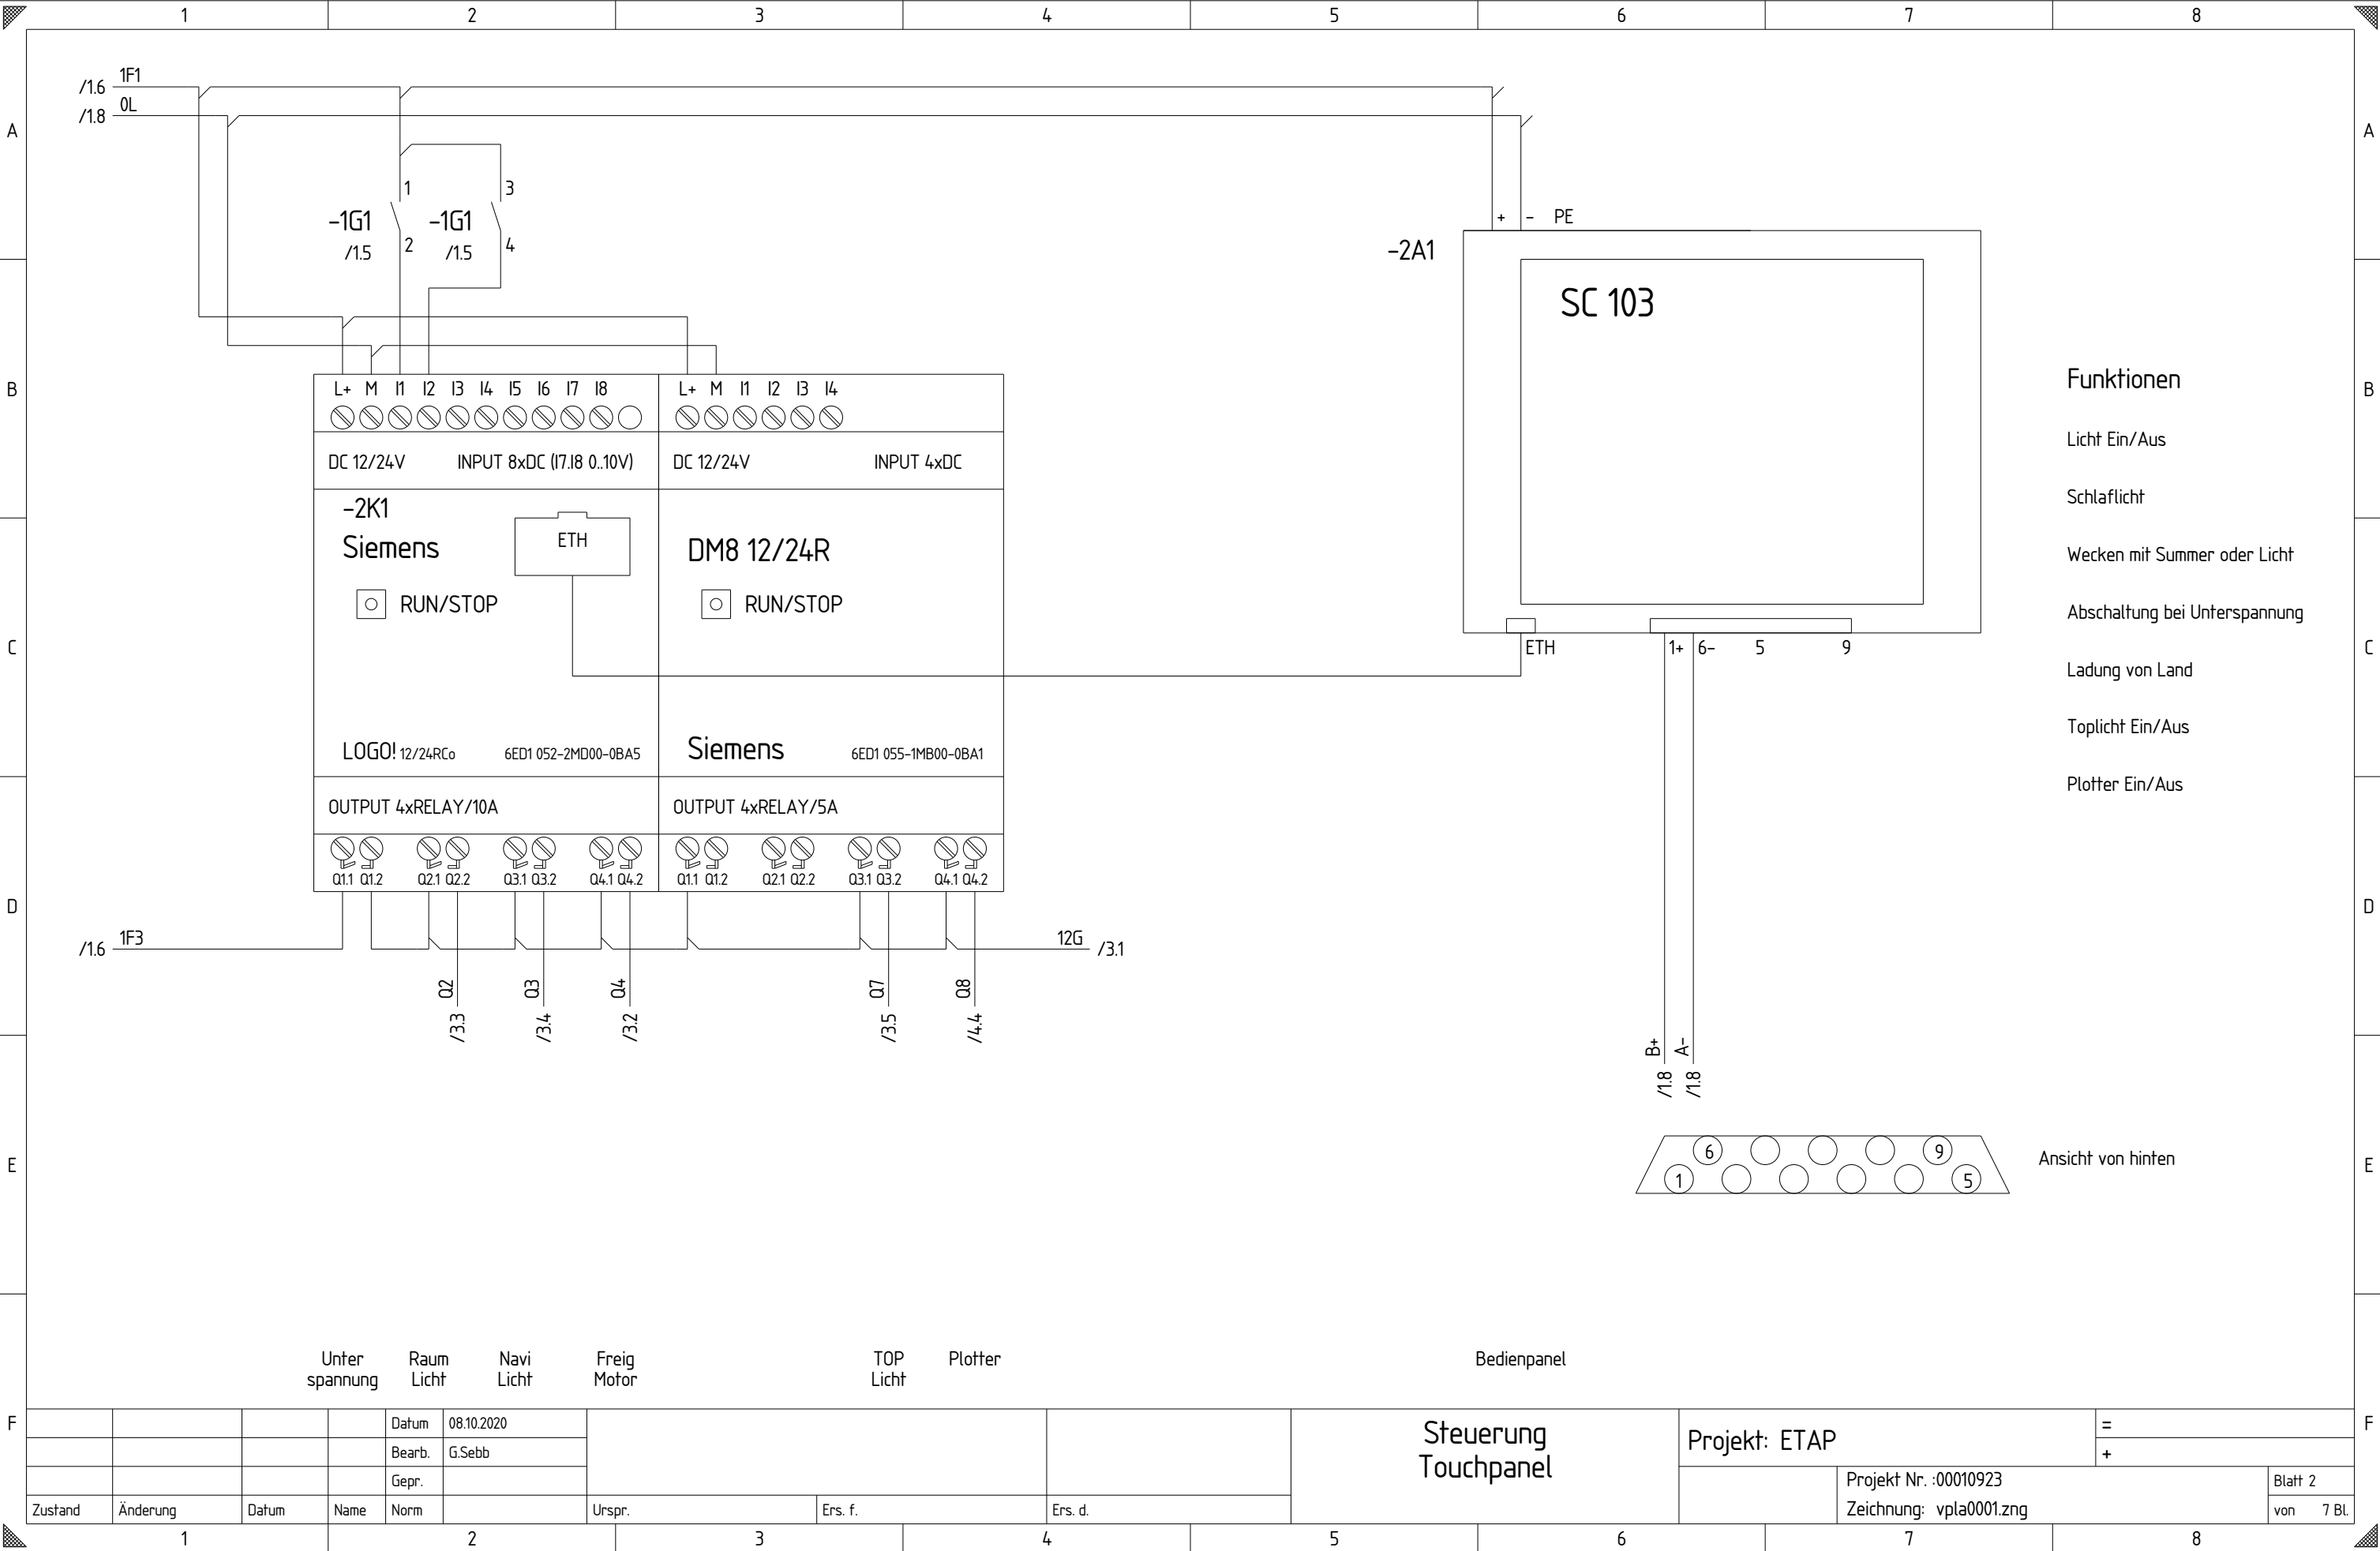 1 2 3 4 5 6 7 8
A A
B B
C C
D D
E E
F F
/1.6 1F1
/1.8 0L
1 3
-1G1 -1G1
/1.5 2 /1.5 4
+ - PE
-2A1
SC 103
L+ M I1 I2 I3 I4 I5 I6 I7 I8 L+ M I1 I2 I3 I4
DC 12/24V INPUT 8xDC (I7.I8 0..10V) DC 12/24V INPUT 4xDC
-2K1
Siemens ETH DM8 12/24R
RUN/STOP RUN/STOP
LOGO! 12/24RCo 6ED1 052-2MD00-0BA5 Siemens 6ED1 055-1MB00-0BA1
OUTPUT 4xRELAY/10A OUTPUT 4xRELAY/5A
Q1.1 Q1.2 Q2.1 Q2.2 Q3.1 Q3.2 Q4.1 Q4.2 Q1.1 Q1.2 Q2.1 Q2.2 Q3.1 Q3.2 Q4.1 Q4.2
/1.6 1F3 12G /3.1
Q2 Q3 Q4 Q7 Q8
/3.3 /3.4 /3.2 /3.5 /4.4
ETH 1+ 6- 5 9
B+ A-
/1.8 /1.8
Funktionen
Licht Ein/Aus
Schlaflicht
Wecken mit Summer oder Licht
Abschaltung bei Unterspannung
Ladung von Land
Toplicht Ein/Aus
Plotter Ein/Aus
6 9
1 5
Ansicht von hinten
Unter Raum Navi Freig TOP Plotter Bedienpanel
spannung Licht Licht Motor Licht
Datum 08.10.2020
Bearb. G.Sebb
Gepr.
Zustand Änderung Datum Name Norm Urspr. Ers. f. Ers. d.
Steuerung
Touchpanel
Projekt: ETAP
=
+
Projekt Nr. :00010923
Zeichnung: vpla0001.zng
Blatt 2
von 7 Bl.
1 2 3 4 5 6 7 8